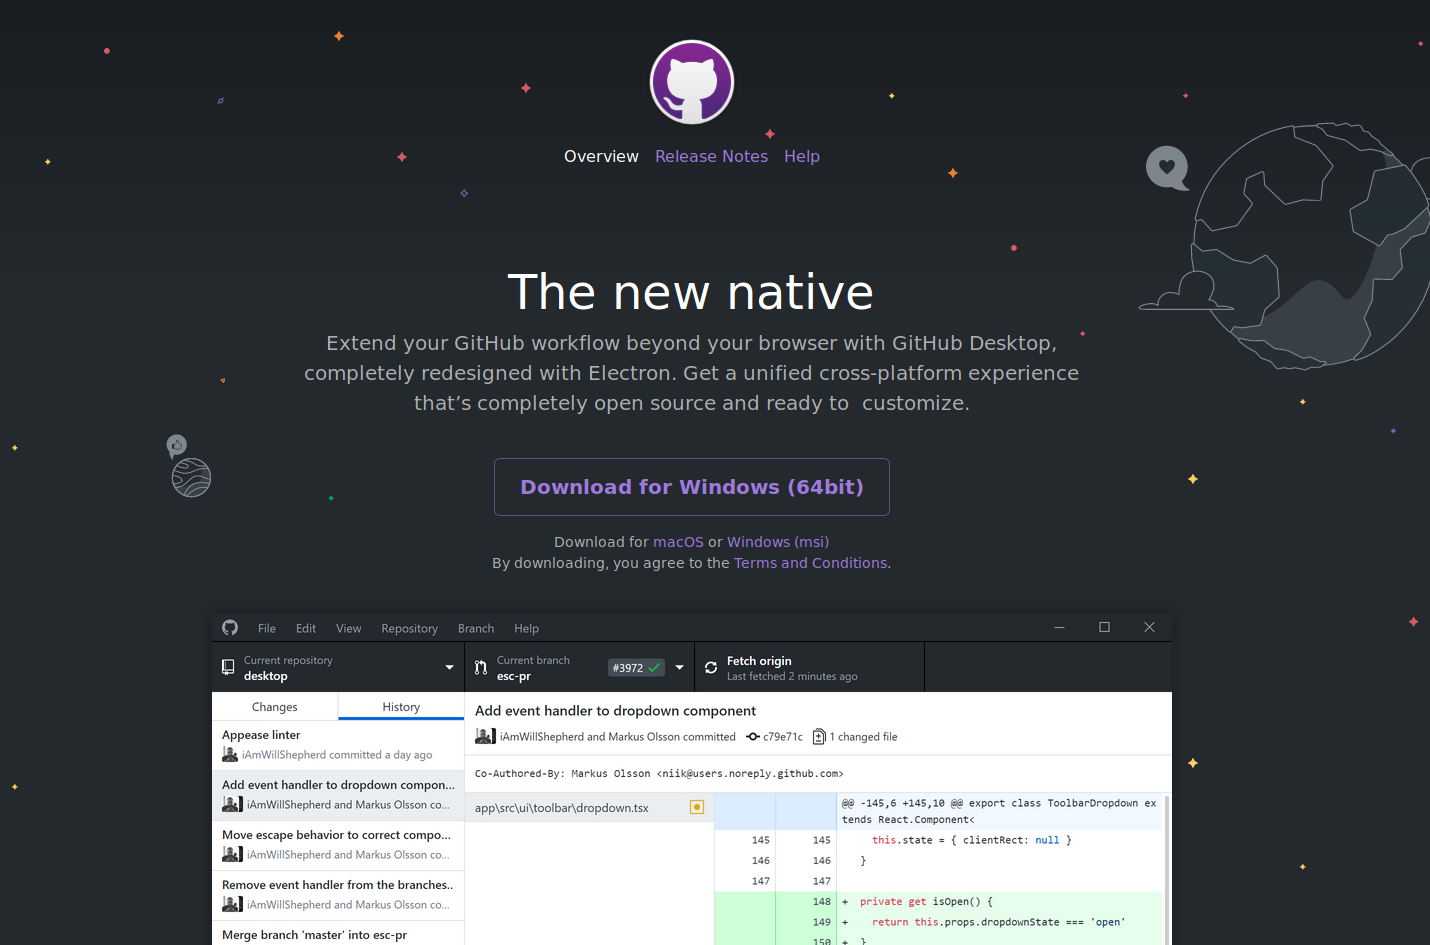 Overview Release Notes Help
The new native
Extend your GitHub workflow beyond your browser with GitHub Desktop,
completely redesigned with Electron. Get a unified cross-platform experience
that’s completely open source and ready to customize.
Download for Windows (64bit)
Download for macOS or Windows (msi)
By downloading, you agree to the Terms and Conditions.
File Edit View Repository Branch Help
Current repository
desktop
Current branch
esc-pr
#3972
Fetch origin
Last fetched 2 minutes ago
Changes History
Appease linter
iAmWillShepherd committed a day ago
Add event handler to dropdown compon...
iAmWillShepherd and Markus Olsson co...
Move escape behavior to correct compo...
iAmWillShepherd and Markus Olsson co...
Remove event handler from the branches..
iAmWillShepherd and Markus Olsson co...
Merge branch 'master' into esc-pr
Add event handler to dropdown component
iAmWillShepherd and Markus Olsson committed c79e71c 1 changed file
Co-Authored-By: Markus Olsson <niik@users.noreply.github.com>
app\src\ui\toolbar\dropdown.tsx
@@ -145,6 +145,10 @@ export class ToolbarDropdown ex
tends React.Component<
145 145 this.state = { clientRect: null }
146 146 }
147 147
148 + private get isOpen() {
149 + return this.props.dropdownState === 'open'
150 + }